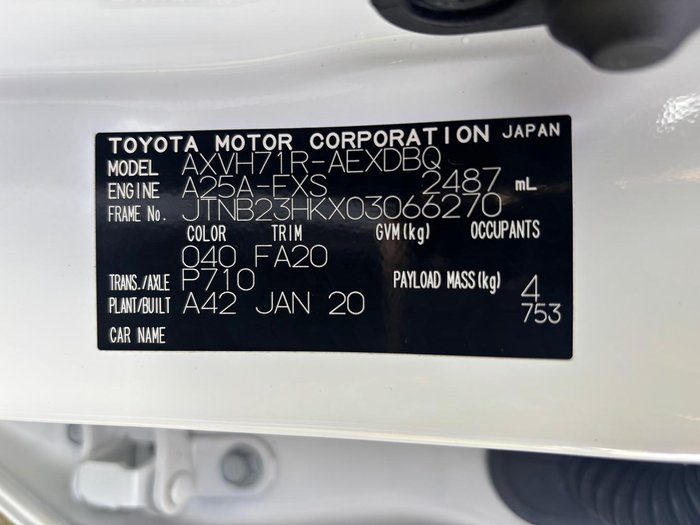 TOYOTA MOTOR CORPORATION JAPAN
MODEL AXVH71R-AEXDBQ
ENGINE A25A-FXS 2487 mL
FRAME No. JTNB23HKX03066270
COLOR TRIM GVM(kg) OCCUPANTS
040 FA20
TRANS./AXLE P710 PAYLOAD MASS(kg) 4
PLANT/BUILT A42 JAN 20 753
CAR NAME